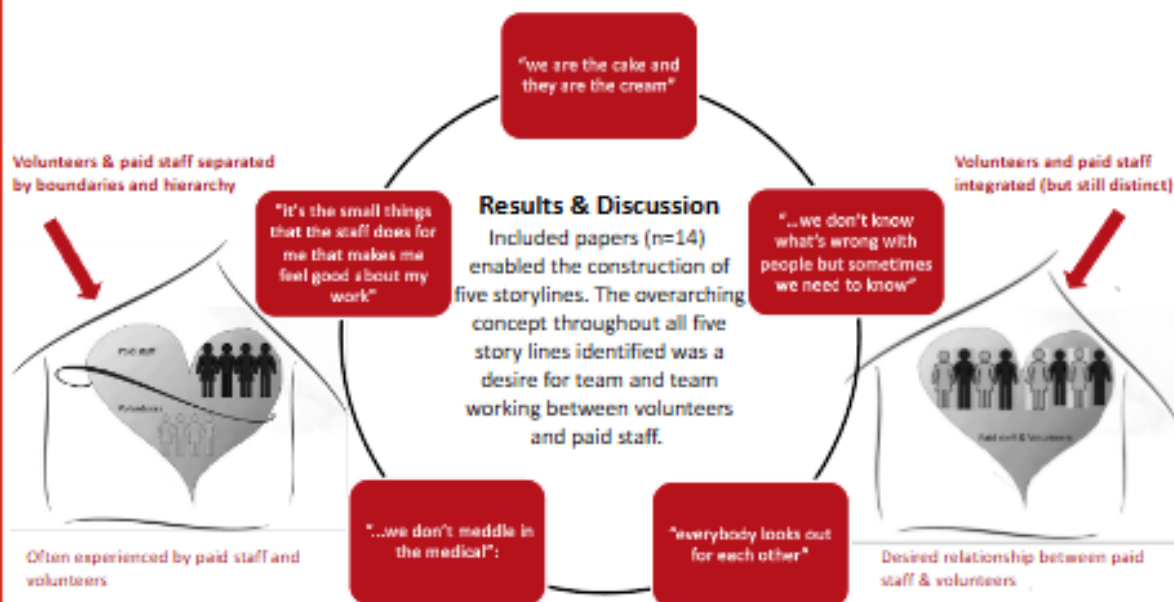 "we are the cake and
they are the cream"
Volunteers & paid staff separated
by boundaries and hierarchy
Volunteers and paid staff
integrated (but still distinct)
"it's the small things
that the staff does for
me that makes me
feel good about my
work"
Results & Discussion
Included papers (n=14)
enabled the construction of
five storylines. The overarching
concept throughout all five
story lines identified was a
desire for team and team
working between volunteers
and paid staff.
"...we don't know
what's wrong with
people but sometimes
we need to know"
Paid staff
Volunteers
Paid staff & Volunteers
"...we don't meddle in
the medical":
"everybody looks out
for each other"
Often experienced by paid staff and
volunteers
Desired relationship between paid
staff & volunteers